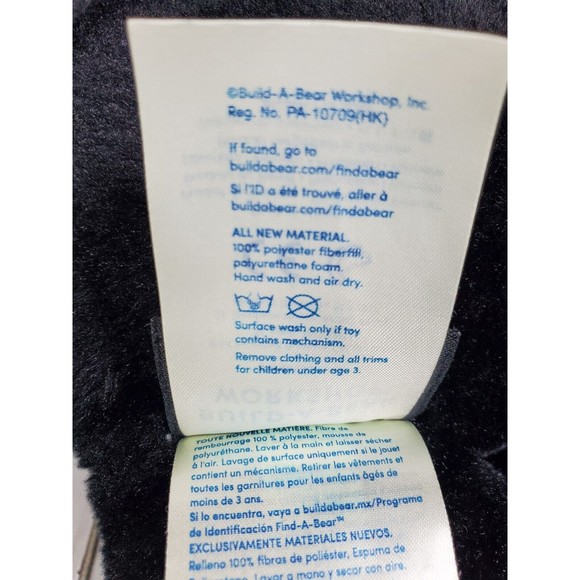 ©Build-A-Bear Workshop, Inc.
Reg. No. PA-10709(HK)
If found, go to
buildabear.com/findabear
Si l'ID a été trouvé, aller à
buildabear.com/findabear
ALL NEW MATERIAL.
100% polyester fiberfill,
polyurethane foam.
Hand wash and air dry.
Surface wash only if toy
contains mechanism.
Remove clothing and all trims
for children under age 3.
TOUTE NOUVELLE MATIÈRE. Fibre de
rembourrage 100 % polyester, mousse de
polyuréthane. Laver à la main et laisser sécher
à l'air. Lavage de surface uniquement si le jouet
contient un mécanisme. Retirer les vêtements et
toutes les garnitures pour les enfants âgés de
moins de 3 ans.
Si lo encuentra, vaya a buildabear.mx/Programa
de Identificación Find-A-Bear™
EXCLUSIVAMENTE MATERIALES NUEVOS.
Relleno 100% fibras de poliéster, Espuma de
Lavar a mano y secar con aire.